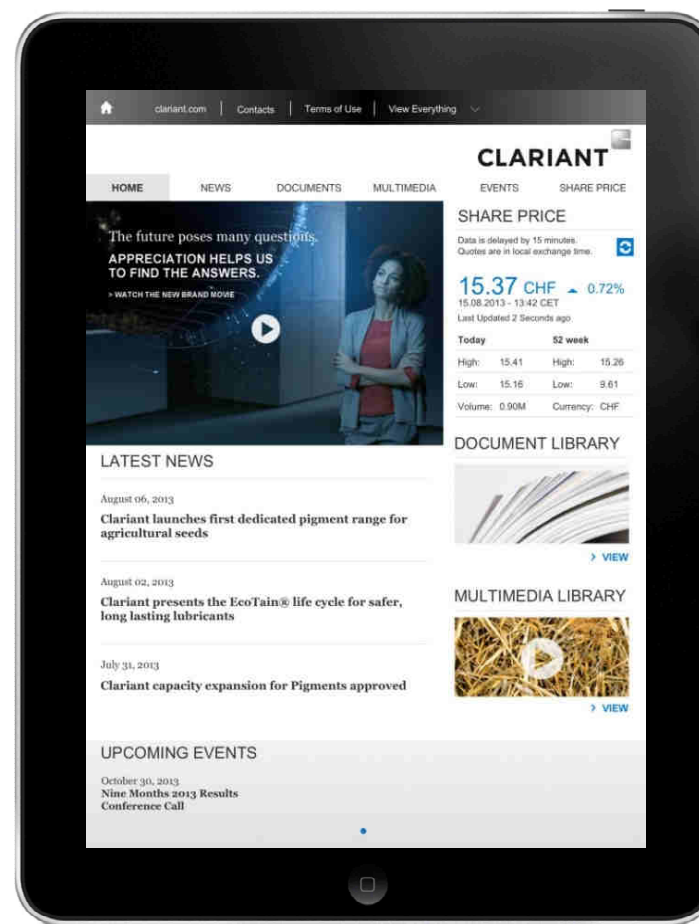 clariant.com | Contacts | Terms of Use | View Everything
CLARIANT
HOME NEWS DOCUMENTS MULTIMEDIA EVENTS SHARE PRICE
The future poses many questions.
APPRECIATION HELPS US
TO FIND THE ANSWERS.
> WATCH THE NEW BRAND MOVIE
SHARE PRICE
Data is delayed by 15 minutes.
Quotes are in local exchange time.
15.37 CHF 0.72%
15.08.2013 - 13:42 CET
Last Updated 2 Seconds ago
Today 52 week
High: 15.41 High: 15.26
Low: 15.16 Low: 9.61
Volume: 0.90M Currency: CHF
LATEST NEWS
August 06, 2013
Clariant launches first dedicated pigment range for
agricultural seeds
August 02, 2013
Clariant presents the EcoTain® life cycle for safer,
long lasting lubricants
July 31, 2013
Clariant capacity expansion for Pigments approved
DOCUMENT LIBRARY
> VIEW
MULTIMEDIA LIBRARY
> VIEW
UPCOMING EVENTS
October 30, 2013
Nine Months 2013 Results
Conference Call